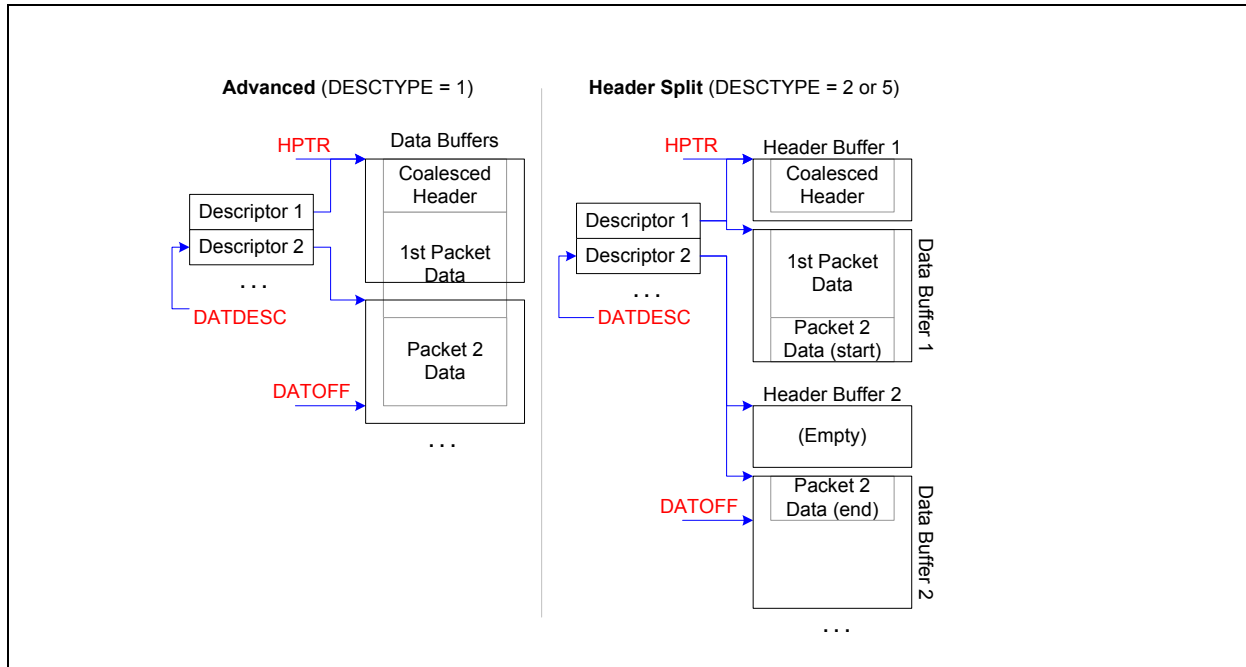 Advanced (DESCTYPE = 1)
HPTR
Data Buffers
Coalesced
Header
Descriptor 1
Descriptor 2
1st Packet
Data
. . .
DATDESC
Packet 2
Data
DATOFF
. . .
Header Split (DESCTYPE = 2 or 5)
HPTR
Header Buffer 1
Coalesced
Header
Descriptor 1
Descriptor 2
. . .
DATDESC
1st Packet
Data
Packet 2
Data (start)
Data Buffer 1
Header Buffer 2
(Empty)
Packet 2
Data (end)
DATOFF
Data Buffer 2
. . .